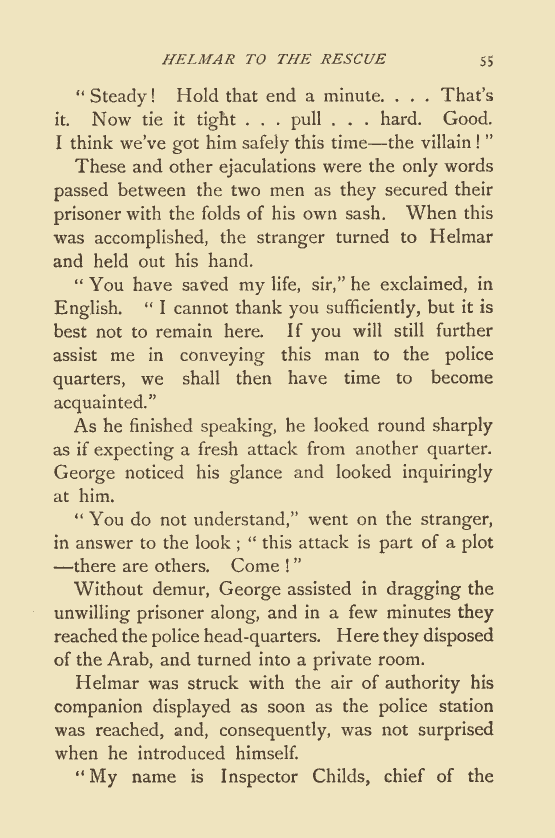 HELMAR TO THE RESCUE 55
“ Steady ! Hold that end a minute. . . . That’s
it. Now tie it tight . . . pull . . . hard. Good.
I think we’ve got him safely this time—the villain ! ”
These and other ejaculations were the only words
passed between the two men as they secured their
prisoner with the folds of his own sash. When this
was accomplished, the stranger turned to Helmar
and held out his hand.
“ You have saved my life, sir,” he exclaimed, in
English. “ I cannot thank you sufficiently, but it is
best not to remain here. If you will still further
assist me in conveying this man to the police
quarters, we shall then have time to become
acquainted.”
As he finished speaking, he looked round sharply
as if expecting a fresh attack from another quarter.
George noticed his glance and looked inquiringly
at him.
“ You do not understand,” went on the stranger,
in answer to the look ; “ this attack is part of a plot
—there are others. Come ! ”
Without demur, George assisted in dragging the
unwilling prisoner along, and in a few minutes they
reached the police head-quarters. Here they disposed
of the Arab, and turned into a private room.
Helmar was struck with the air of authority his
companion displayed as soon as the police station
was reached, and, consequently, was not surprised
when he introduced himself.
“ My name is Inspector Childs, chief of the